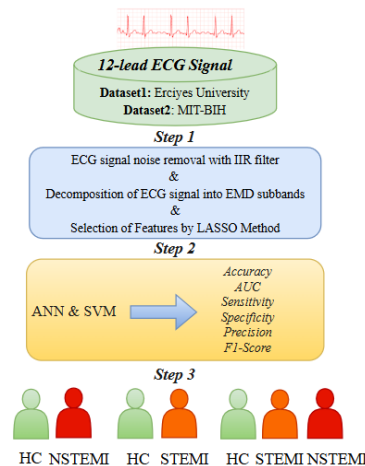 12-lead ECG Signal
Dataset1: Erciyes University
Dataset2: MIT-BIH
Step 1
ECG signal noise removal with IIR filter
&
Decomposition of ECG signal into EMD subbands
&
Selection of Features by LASSO Method
Step 2
ANN & SVM
Accuracy
AUC
Sensitivity
Specificity
Precision
F1-Score
Step 3
HC NSTEMI HC STEMI HC STEMI NSTEMI